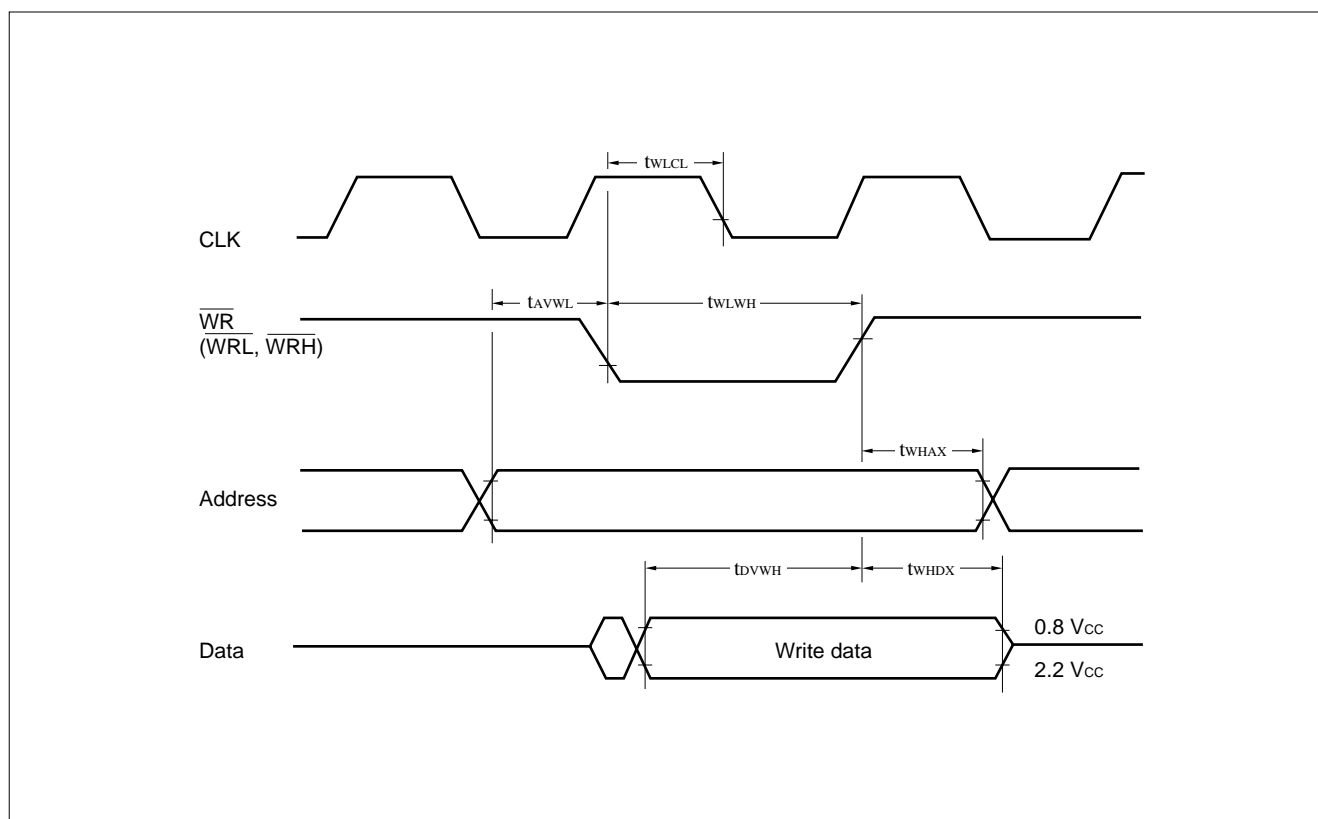 tWLCL
CLK
tAVWL
tWLWH
WR
(WRL, WRH)
tWHAX
Address
tDVWH
tWHDX
0.8 VCC
Data
Write data
2.2 VCC